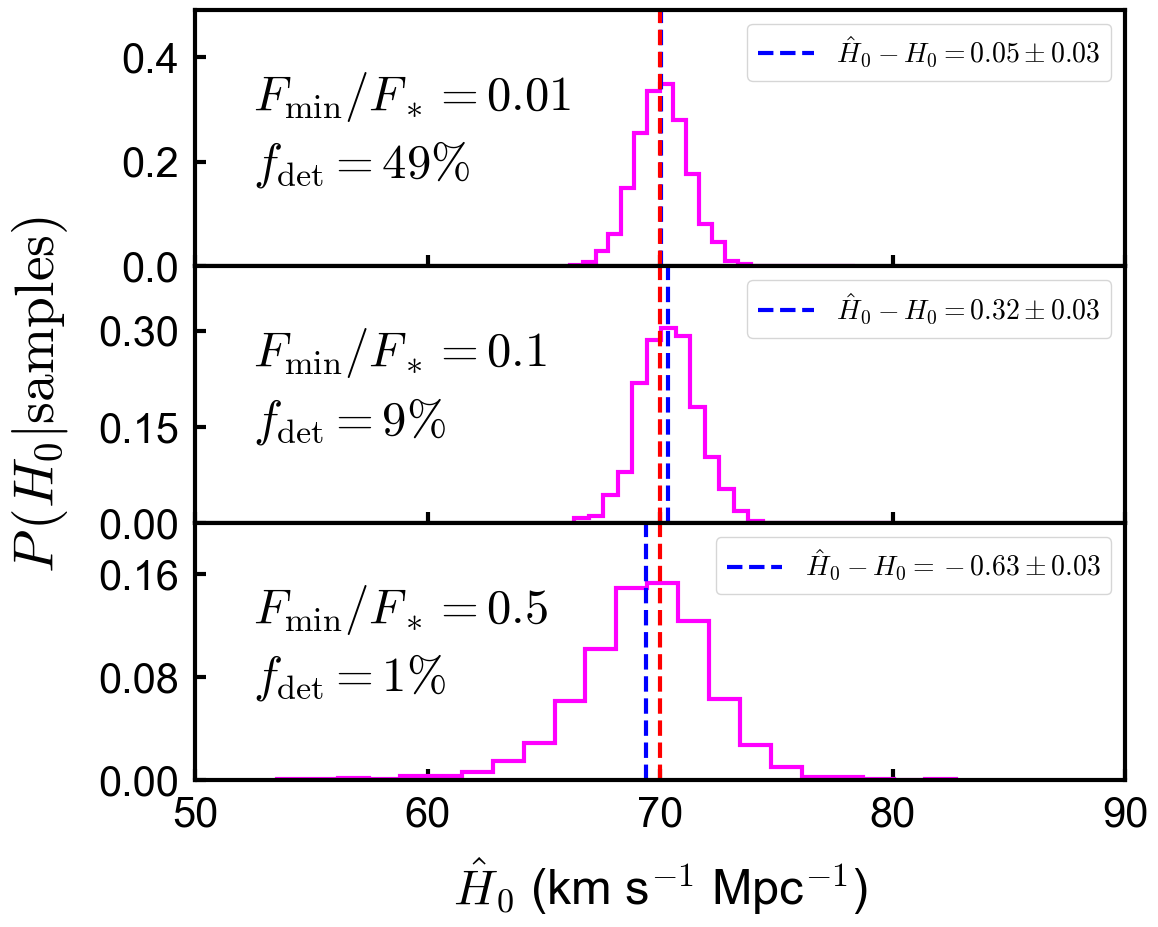 P(H₀|samples)
0.4
0.2
0.0
F_min/F_* = 0.01
f_det = 49%
Ĥ₀ − H₀ = 0.05 ± 0.03
0.30
0.15
0.00
F_min/F_* = 0.1
f_det = 9%
Ĥ₀ − H₀ = 0.32 ± 0.03
0.16
0.08
0.00
F_min/F_* = 0.5
f_det = 1%
Ĥ₀ − H₀ = −0.63 ± 0.03
50 60 70 80 90
Ĥ₀ (km s⁻¹ Mpc⁻¹)